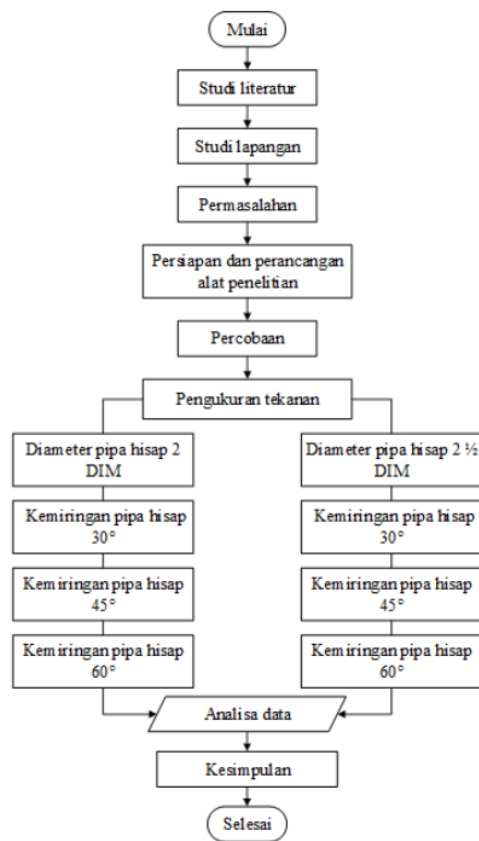 Mulai
Studi literatur
Studi lapangan
Permasalahan
Persiapan dan perancangan
alat penelitian
Percobaan
Pengukuran tekanan
Diameter pipa hisap 2
DIM
Kemiringan pipa hisap
30°
Kemiringan pipa hisap
45°
Kemiringan pipa hisap
60°
Diameter pipa hisap 2 ½
DIM
Kemiringan pipa hisap
30°
Kemiringan pipa hisap
45°
Kemiringan pipa hisap
60°
Analisa data
Kesimpulan
Selesai